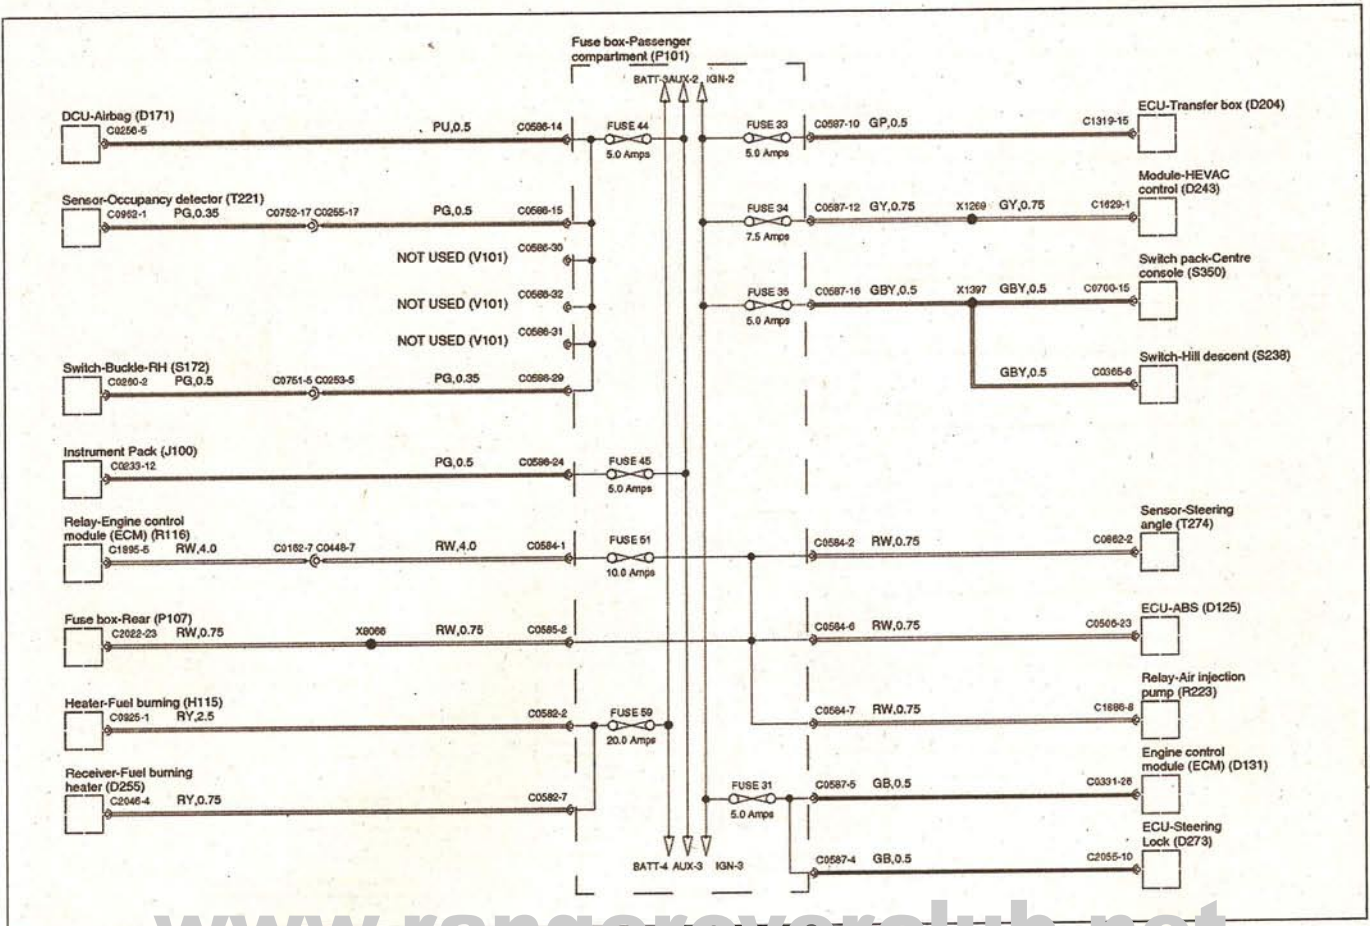 Fuse box-Passenger
compartment (P101)
BATT-3 AUX-2 IGN-2
DCU-Airbag (D171)
C0256-5 PU,0.5 C0586-14
FUSE 44
5.0 Amps
Sensor-Occupancy detector (T221)
C0952-1 PG,0.35 C0752-17 C0255-17 PG,0.5 C0586-15
NOT USED (V101) C0586-30
NOT USED (V101) C0586-32
NOT USED (V101) C0586-31
Switch-Buckle-RH (S172)
C0260-2 PG,0.5 C0751-5 C0253-5 PG,0.35 C0586-29
Instrument Pack (J100)
C0233-12 PG,0.5 C0586-24
FUSE 45
5.0 Amps
Relay-Engine control
module (ECM) (R116)
C1895-5 RW,4.0 C0162-7 C0448-7 RW,4.0 C0584-1
FUSE 51
10.0 Amps
Fuse box-Rear (P107)
C2022-23 RW,0.75 X8066 RW,0.75 C0585-2
Heater-Fuel burning (H115)
C0925-1 RY,2.5 C0582-2
FUSE 59
20.0 Amps
Receiver-Fuel burning
heater (D255)
C2046-4 RY,0.75 C0582-7
ECU-Transfer box (D204)
FUSE 33
5.0 Amps
C0587-10 GP,0.5 C1319-15
Module-HEVAC
control (D243)
FUSE 34
7.5 Amps
C0587-12 GY,0.75 X1269 GY,0.75 C1629-1
Switch pack-Centre
console (S350)
FUSE 35
5.0 Amps
C0587-16 GBY,0.5 X1397 GBY,0.5 C0700-15
Switch-Hill descent (S238)
GBY,0.5 C0365-6
Sensor-Steering
angle (T274)
C0584-2 RW,0.75 C0862-2
ECU-ABS (D125)
C0584-6 RW,0.75 C0506-23
Relay-Air injection
pump (R223)
C0584-7 RW,0.75 C1686-8
Engine control
module (ECM) (D131)
FUSE 31
5.0 Amps
C0587-5 GB,0.5 C0331-26
ECU-Steering
Lock (D273)
C0587-4 GB,0.5 C2055-10
BATT-4 AUX-3 IGN-3
www.rangeroverclub.net